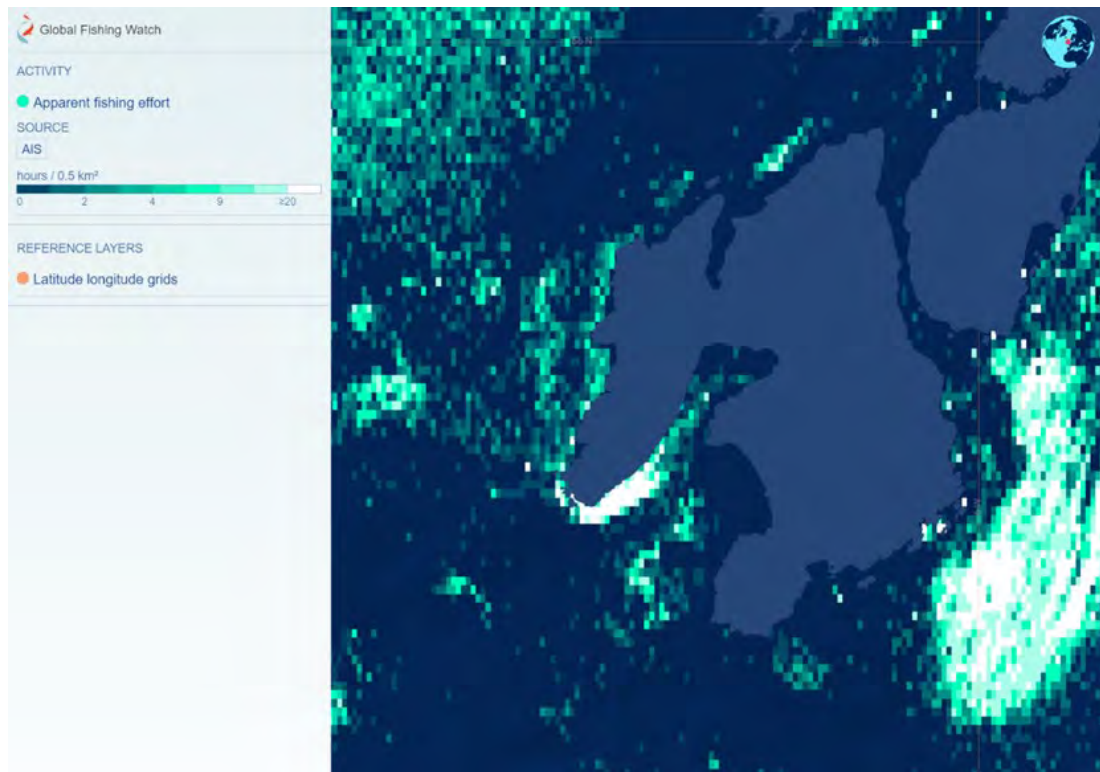 Global Fishing Watch
ACTIVITY
Apparent fishing effort
SOURCE
AIS
hours / 0.5 km²
0 2 4 9 ≥20
REFERENCE LAYERS
Latitude longitude grids